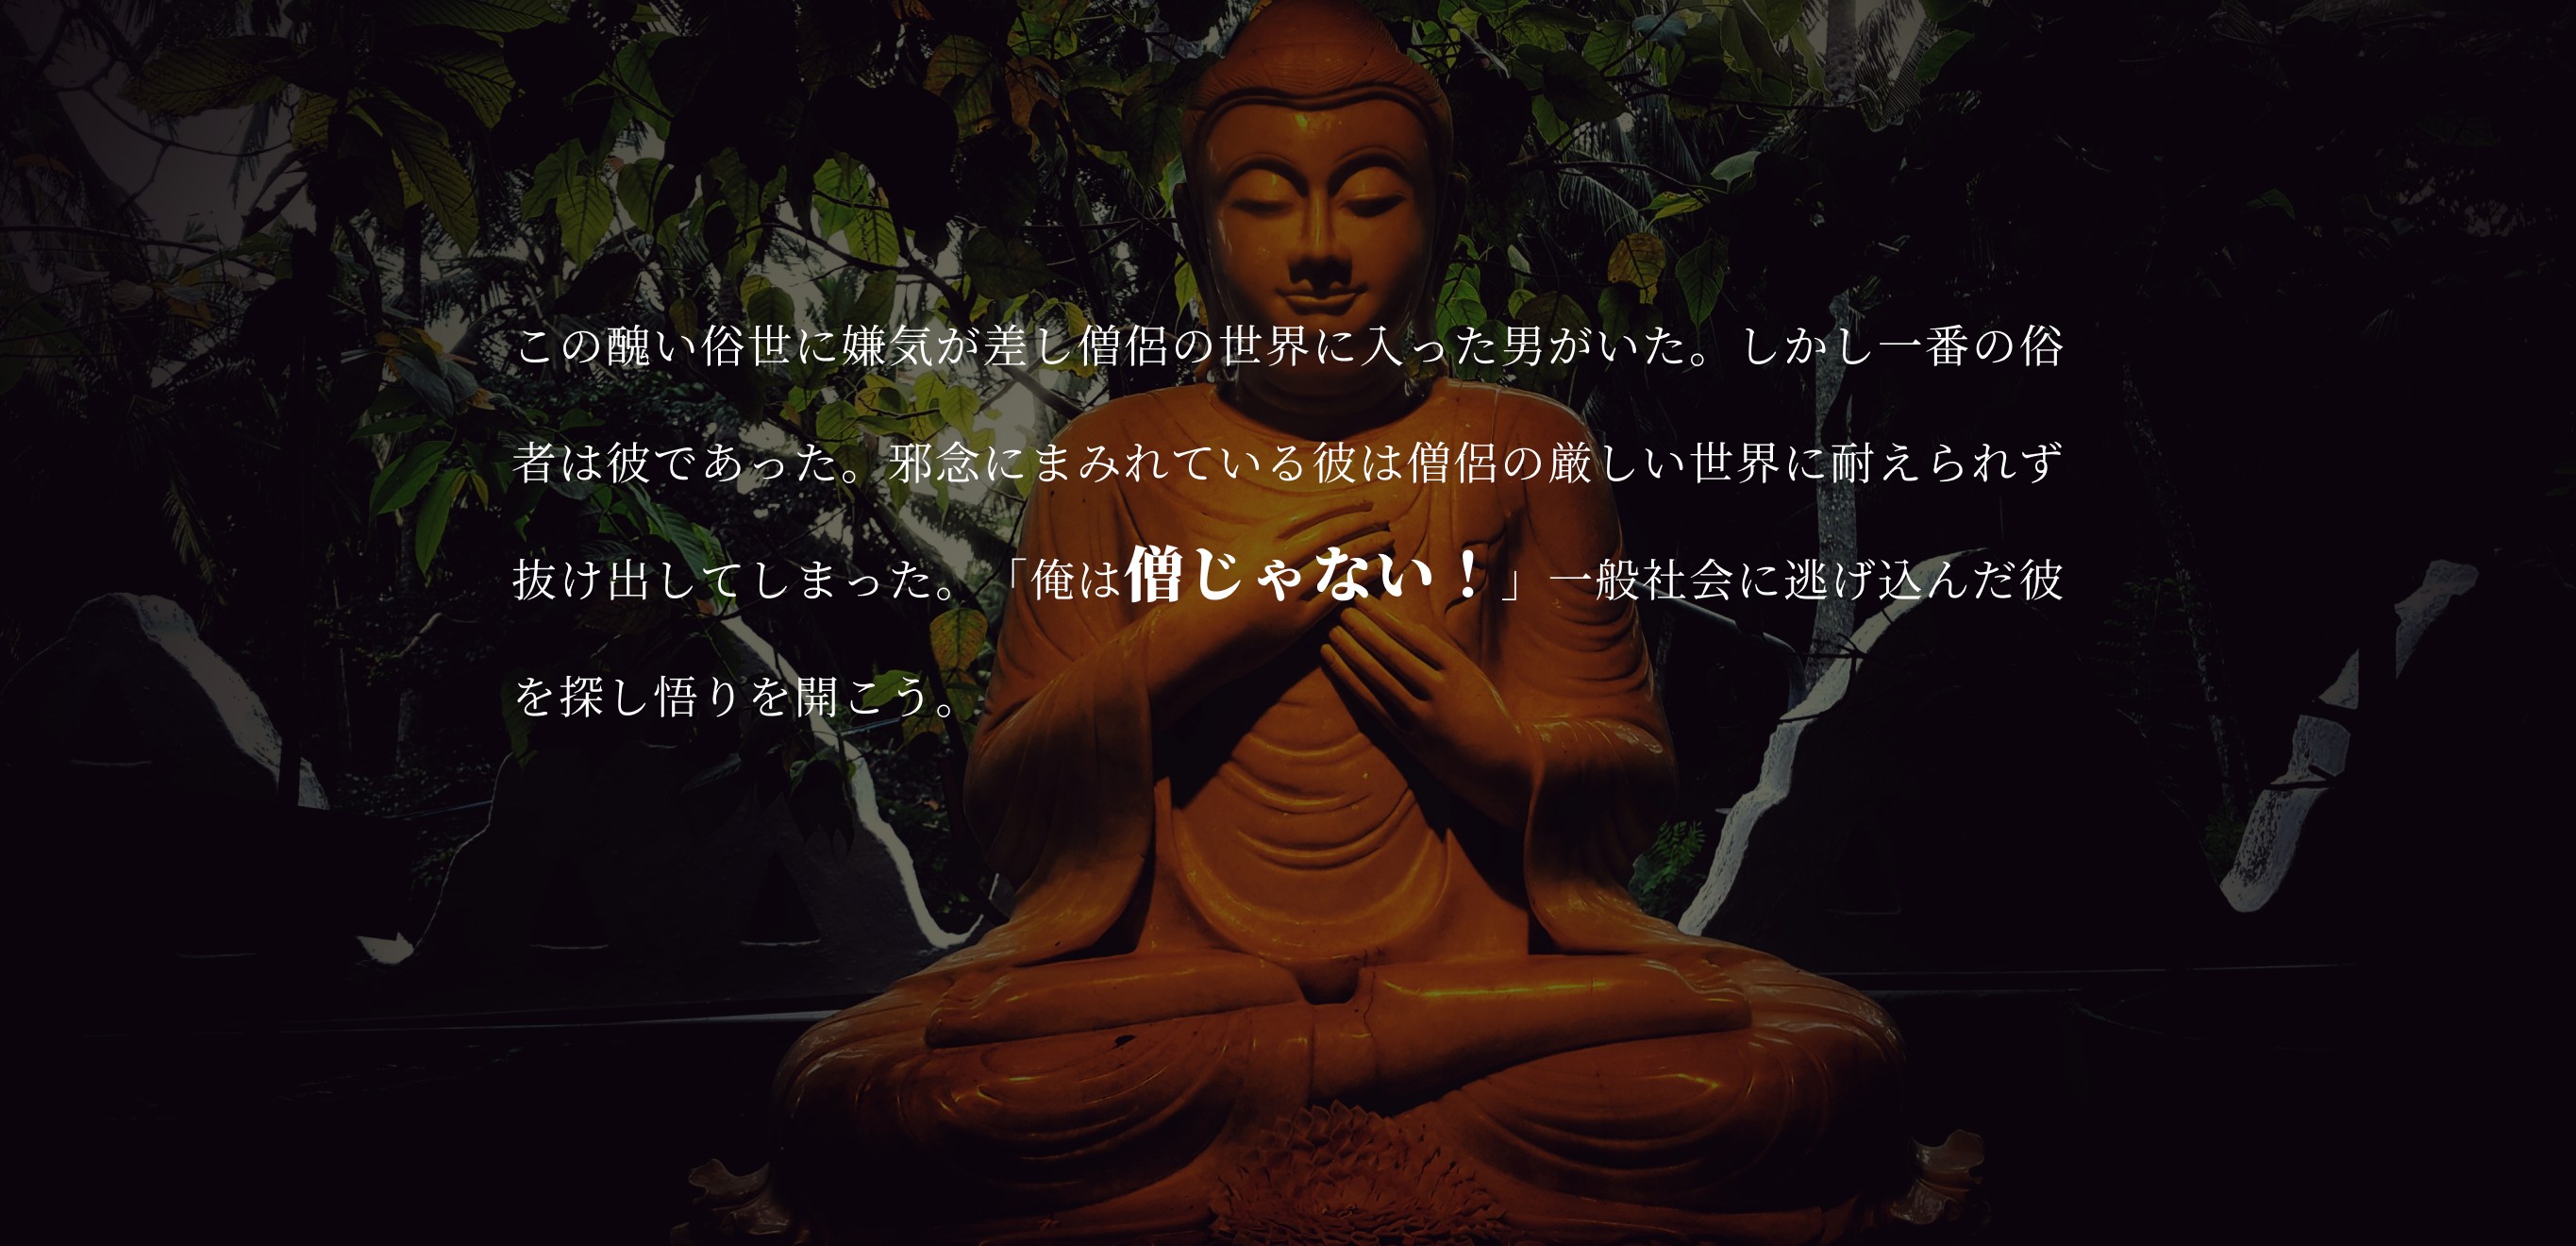 この醜い俗世に嫌気が差し僧侶の世界に入った男がいた。しかし一番の俗
者は彼であった。邪念にまみれている彼は僧侶の厳しい世界に耐えられず
抜け出してしまった。「俺は僧じゃない！」一般社会に逃げ込んだ彼
を探し悟りを開こう。